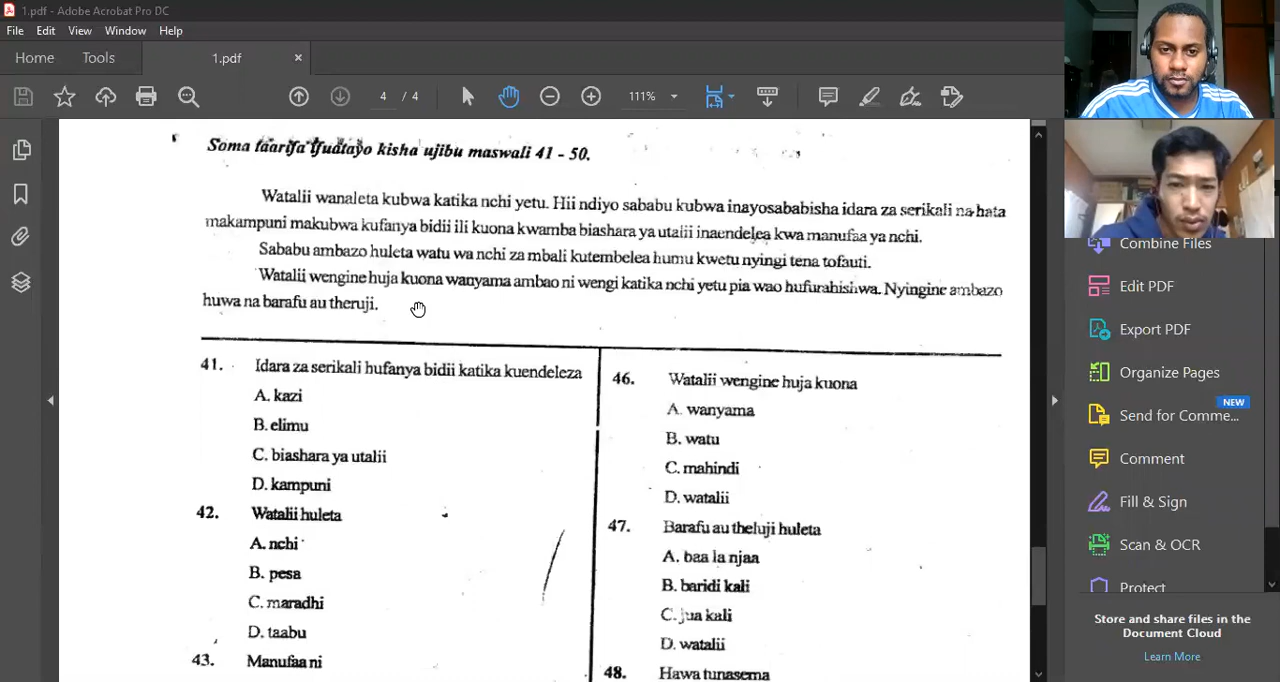 1.pdf - Adobe Acrobat Pro DC
File Edit View Window Help
Home Tools 1.pdf ×
4 / 4 111%
Soma taarifa ifuatayo kisha ujibu maswali 41 - 50.
Watalii wanaleta kubwa katika nchi yetu. Hii ndiyo sababu kubwa inayosababisha idara za serikali na hata
makampuni makubwa kufanya bidii ili kuona kwamba biashara ya utalii inaendelea kwa manufaa ya nchi.
Sababu ambazo huleta watu wa nchi za mbali kutembelea humu kwetu nyingi tena tofauti.
Watalii wengine huja kuona wanyama ambao ni wengi katika nchi yetu pia wao hufurahishwa. Nyingine ambazo
huwa na barafu au theruji.
41. Idara za serikali hufanya bidii katika kuendeleza
A. kazi
B. elimu
C. biashara ya utalii
D. kampuni
42. Watalii huleta
A. nchi
B. pesa
C. maradhi
D. taabu
43. Manufaa ni
46. Watalii wengine huja kuona
A. wanyama
B. watu
C. mahindi
D. watalii
47. Barafu au theluji huleta
A. baa la njaa
B. baridi kali
C. jua kali
D. watalii
48. Hawa tunasema
Combine Files
Edit PDF
Export PDF
Organize Pages
NEW
Send for Comme...
Comment
Fill & Sign
Scan & OCR
Protect
Store and share files in the
Document Cloud
Learn More